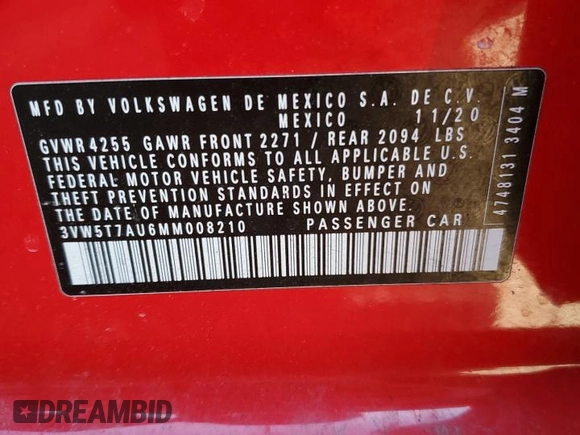 MFD BY VOLKSWAGEN DE MEXICO S.A. DE C.V.
MEXICO 11/20
GVWR 4255 GAWR FRONT 2271 / REAR 2094 LBS
THIS VEHICLE CONFORMS TO ALL APPLICABLE U.S.
FEDERAL MOTOR VEHICLE SAFETY, BUMPER AND
THEFT PREVENTION STANDARDS IN EFFECT ON
THE DATE OF MANUFACTURE SHOWN ABOVE.
3VW5T7AU6MM008210 PASSENGER CAR
4748131 3404 M
DREAMBID